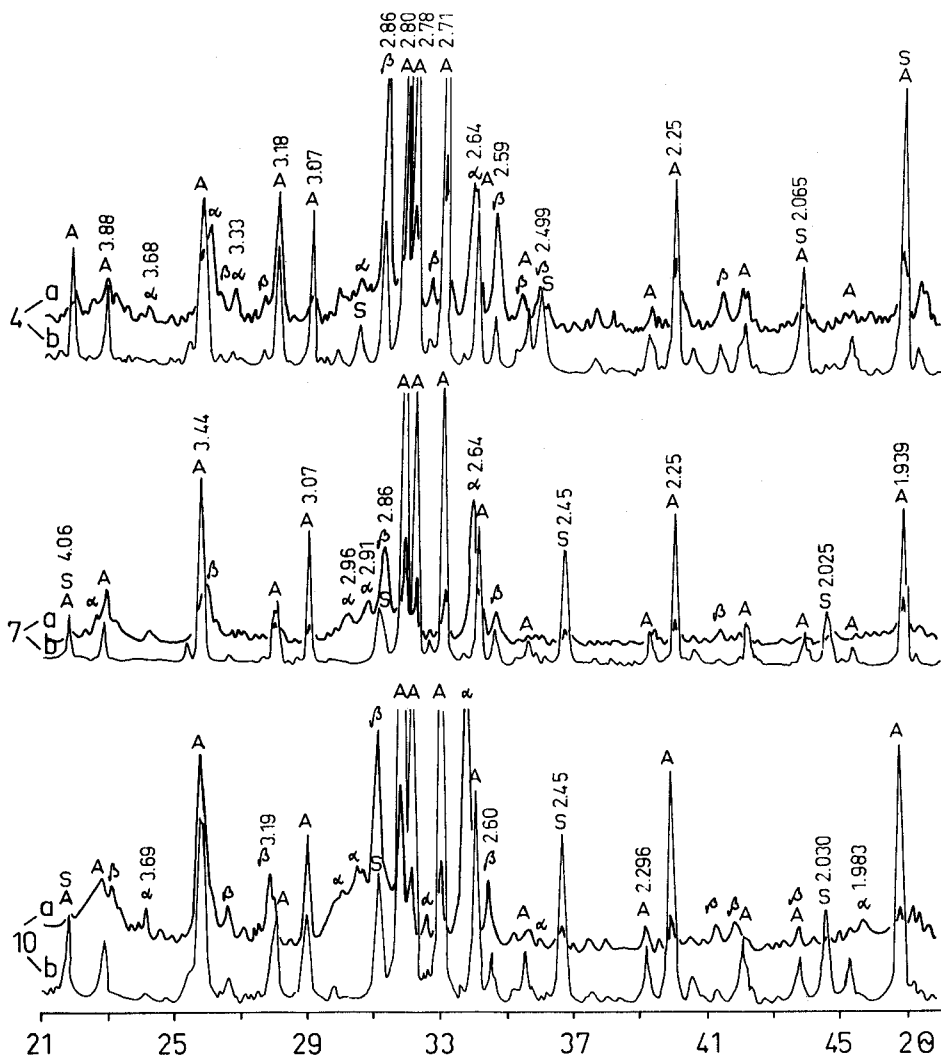 A
A 3.88
α 3.68
A
α
β
α 3.33
β
A 3.18
A 3.07
α
S
β 2.86
A 2.80
A 2.78
β
A 2.71
α 2.64
A
β 2.59
β
A
β 2.499
S
A
A 2.25
β
A
S
A 2.065
A
S
A
4
a
b
S
A 4.06
α
A
A 3.44
β
A
A 3.07
α 2.96
α 2.91
β 2.86
S
A
A
α 2.64
A
β
A
S 2.45
A
A 2.25
β
A
A
S 2.025
A
A 1.939
7
a
b
S
A
A
β
α 3.69
A
β
β 3.19
A
A
α
α
β
S
A
A
α
A
α
A
β 2.60
A
α
S 2.45
A 2.296
A
β
β
A
β
A
S 2.030
α 1.983
A
10
a
b
21 25 29 33 37 41 45 2Θ